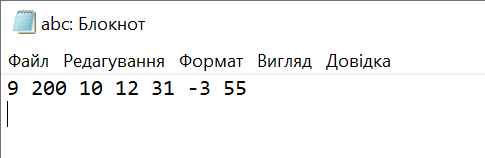 abc: Блокнот
Файл Редагування Формат Вигляд Довідка
9 200 10 12 31 -3 55